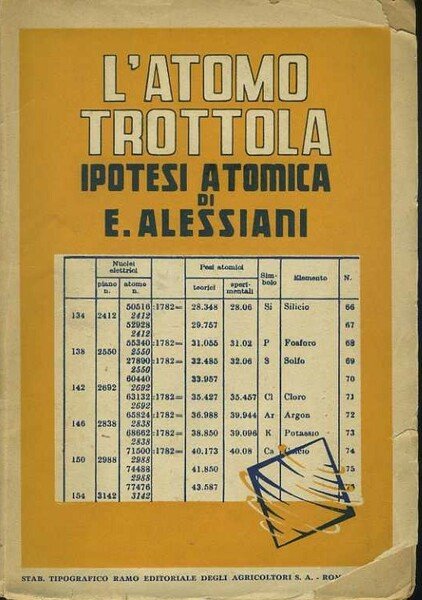 L'ATOMO
TROTTOLA
IPOTESI ATOMICA
DI
E. ALESSIANI
Nuclei elettrici Pesi atomici Sim-bolo Elemento N.
piano n. atomo n. teorici speri-mentali
50516 :1782= 28.348 28.06 Si Silicio 66
134 2412 2412
52928 29.757 67
2412
55340 :1782= 31.055 31.02 P Fosforo 68
138 2550 2550
27890 :1782= 32.485 32.06 S Solfo 69
2550
60440 33.957 70
142 2692 2692
63132 :1782= 35.427 35.457 Cl Cloro 71
2692
65824 :1782= 36.988 39.944 Ar Argon 72
146 2838 2838
68662 :1782= 38.850 39.096 K Potassio 73
2838
71500 :1782= 40.173 40.08 Ca 74
150 2988 2988
74488 41.850
2988
77476 43.587
154 3142 3142
STAB. TIPOGRAFICO RAMO EDITORIALE DEGLI AGRICOLTORI S. A. -